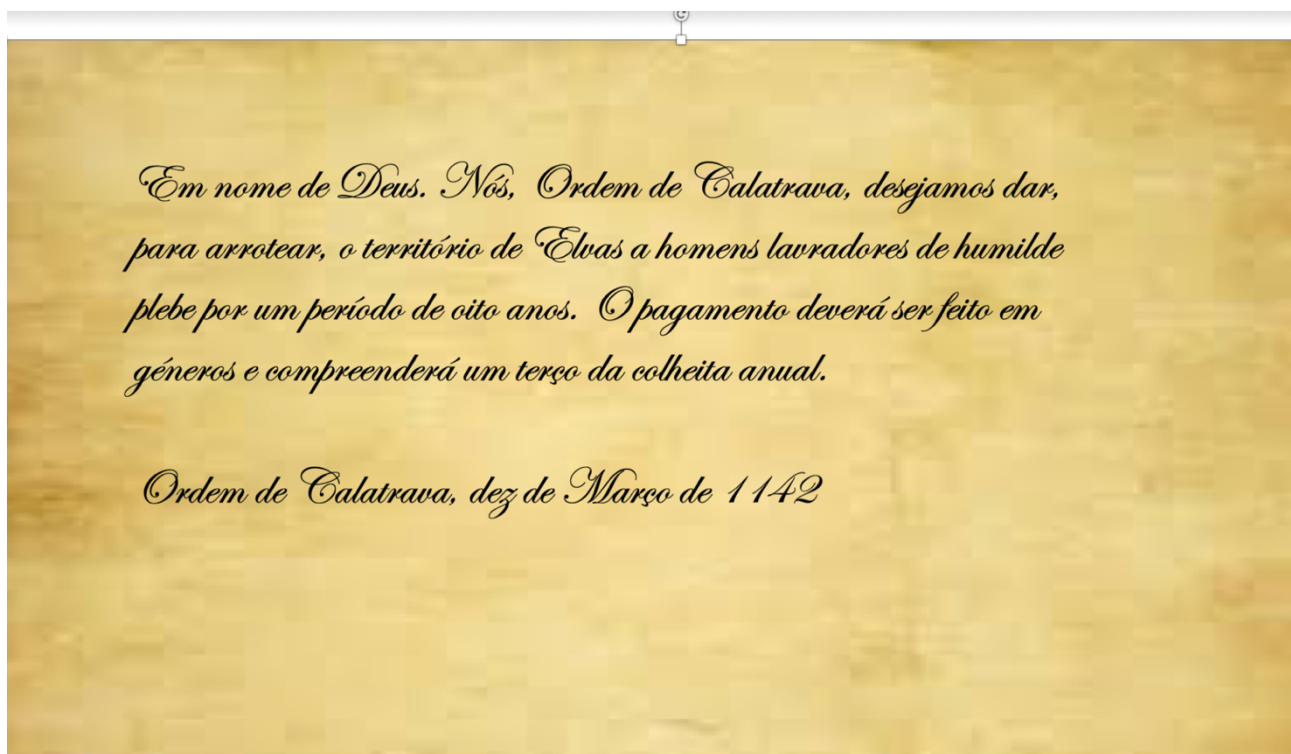 Em nome de Deus. Nós, Ordem de Calatrava, desejamos dar,
para arrotear, o território de Elvas a homens lavradores de humilde
plebe por um período de oito anos. O pagamento deverá ser feito em
géneros e compreenderá um terço da colheita anual.
Ordem de Calatrava, dez de Março de 1142